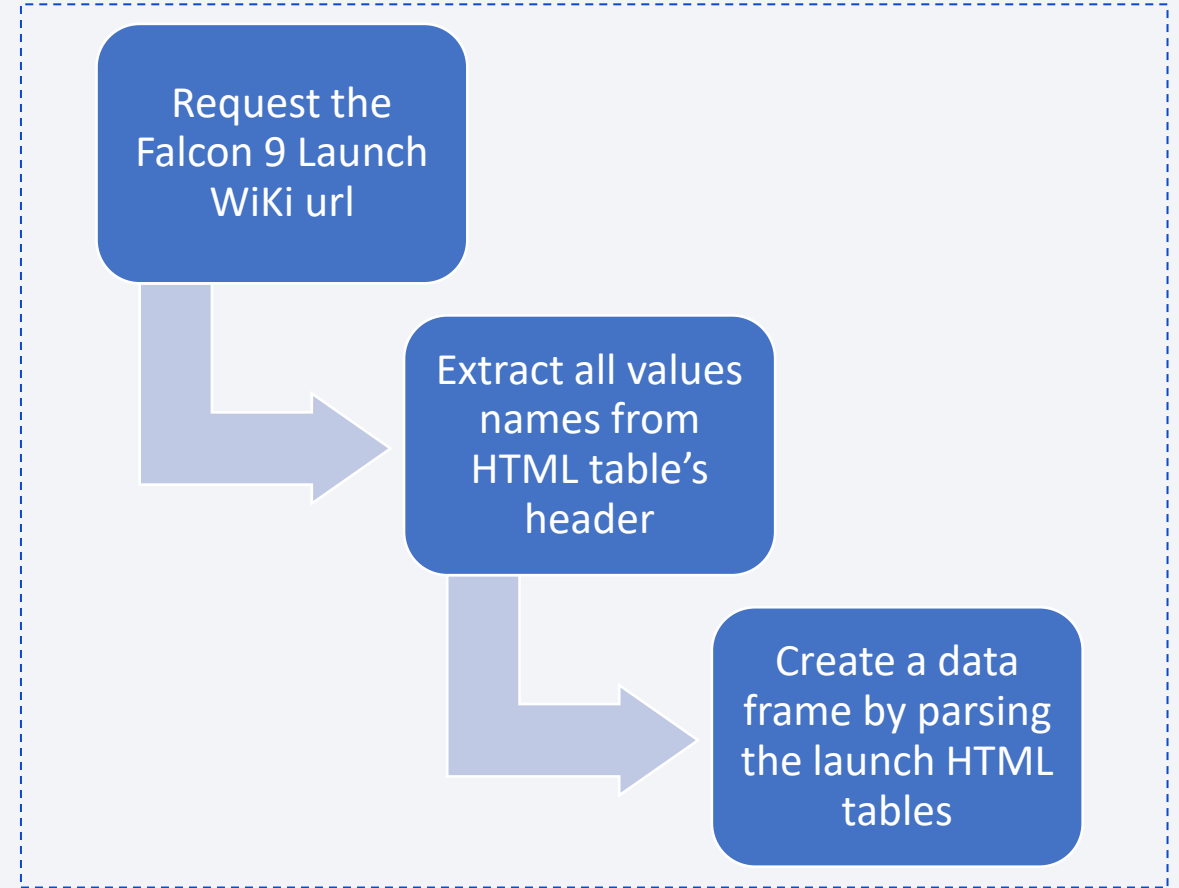 Request the
Falcon 9 Launch
WiKi url
Extract all values
names from
HTML table’s
header
Create a data
frame by parsing
the launch HTML
tables